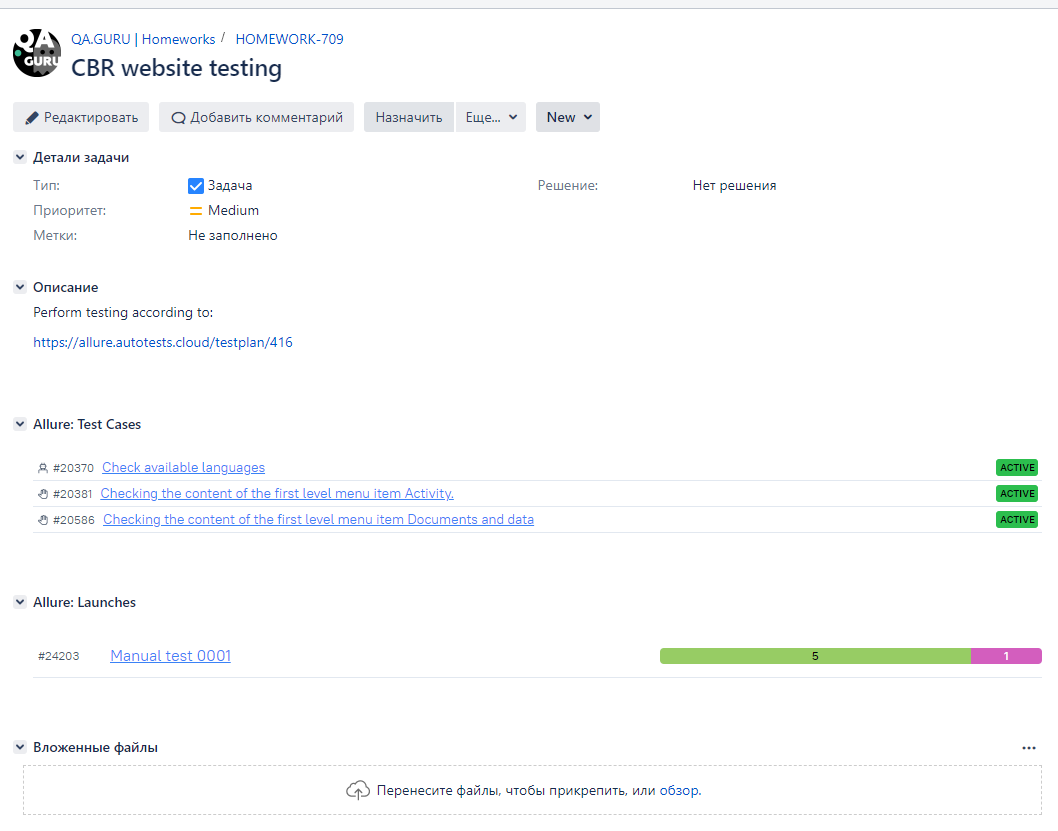 QA
GURU
QA.GURU | Homeworks / HOMEWORK-709
CBR website testing
Редактировать Добавить комментарий Назначить Еще... New
Детали задачи
Тип: Задача Решение: Нет решения
Приоритет: Medium
Метки: Не заполнено
Описание
Perform testing according to:
https://allure.autotests.cloud/testplan/416
Allure: Test Cases
#20370 Check available languages ACTIVE
#20381 Checking the content of the first level menu item Activity. ACTIVE
#20586 Checking the content of the first level menu item Documents and data ACTIVE
Allure: Launches
#24203 Manual test 0001 5 1
Вложенные файлы
Перенесите файлы, чтобы прикрепить, или обзор.